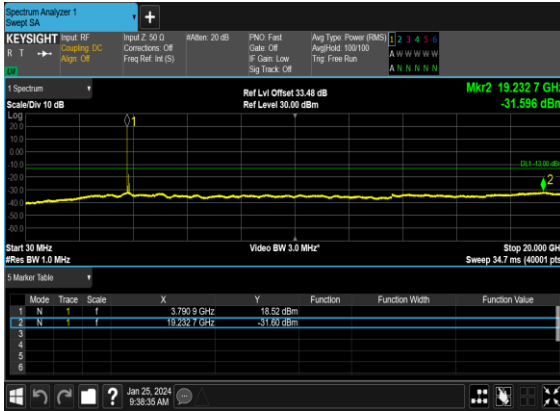 Spectrum Analyzer 1
Swept SA
+
KEYSIGHT Input: RF Input Z: 50 Ω #Atten: 20 dB PNO: Fast Avg Type: Power (RMS) 1 2 3 4 5 6
R T Coupling: DC Corrections: Off Gate: Off Avg|Hold: 100/100 A W W W W W
Align: Off Freq Ref: Int (S) IF Gain: Low Trig: Free Run
Sig Track: Off A N N N N N
1 Spectrum Ref Lvl Offset 33.48 dB Mkr2 19.232 7 GHz
Scale/Div 10 dB Ref Level 30.00 dBm -31.596 dBm
Log
20.0
10.0
0.00
-10.0
-20.0
-30.0
-40.0
-50.0
-60.0
1
DL1 -13.00 dBm
2
Start 30 MHz Video BW 3.0 MHz* Stop 20.000 GHz
#Res BW 1.0 MHz Sweep 34.7 ms (40001 pts)
5 Marker Table
Mode Trace Scale X Y Function Function Width Function Value
1 N 1 f 3.790 9 GHz 18.52 dBm
2 N 1 f 19.232 7 GHz -31.60 dBm
3
4
5
6
?
Jan 25, 2024
9:38:35 AM